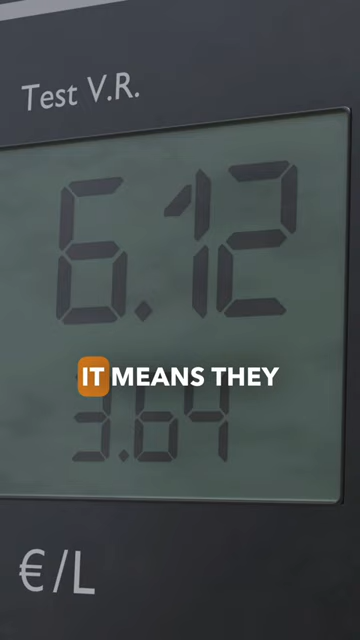 Test V.R.
6.12
IT MEANS THEY
3.64
€/L